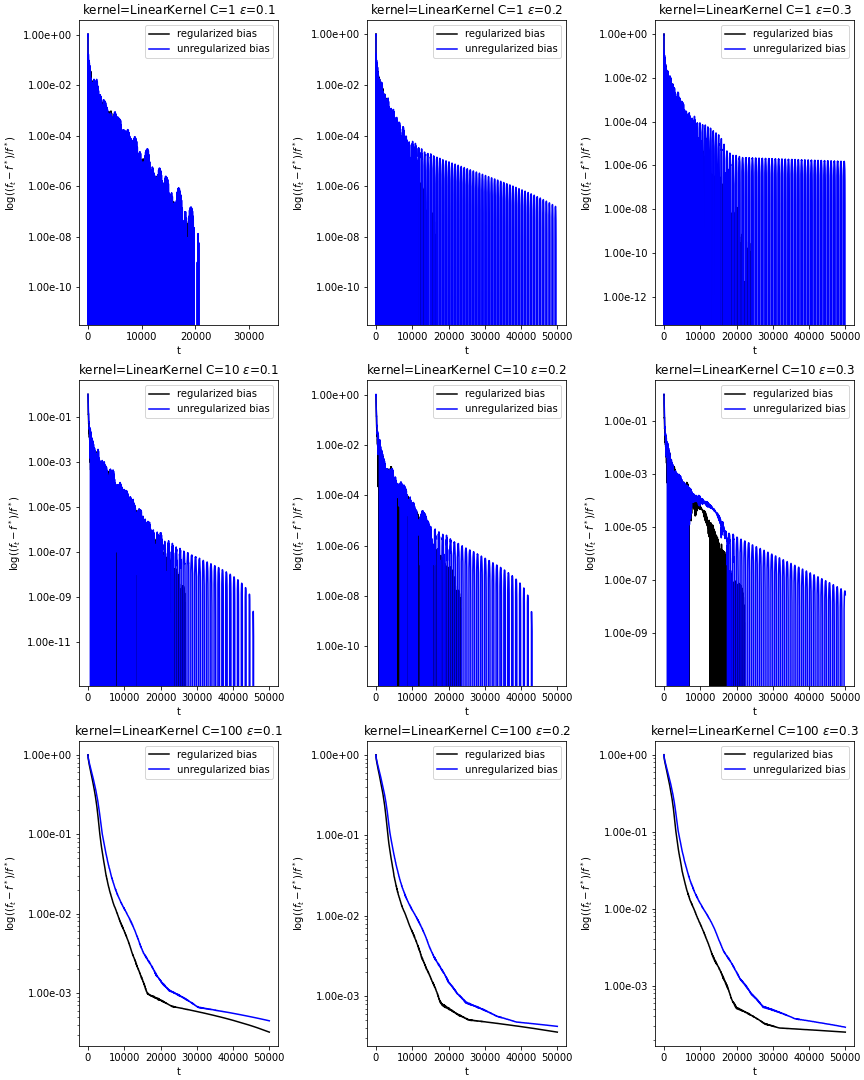 kernel=LinearKernel C=1 ε=0.1
regularized bias
unregularized bias
1.00e+00
1.00e-02
1.00e-04
1.00e-06
1.00e-08
1.00e-10
log((f_t − f*)/f*)
0 10000 20000 30000
t
kernel=LinearKernel C=1 ε=0.2
regularized bias
unregularized bias
1.00e+00
1.00e-02
1.00e-04
1.00e-06
1.00e-08
1.00e-10
log((f_t − f*)/f*)
0 10000 20000 30000 40000 50000
t
kernel=LinearKernel C=1 ε=0.3
regularized bias
unregularized bias
1.00e+00
1.00e-02
1.00e-04
1.00e-06
1.00e-08
1.00e-10
1.00e-12
log((f_t − f*)/f*)
0 10000 20000 30000 40000 50000
t
kernel=LinearKernel C=10 ε=0.1
regularized bias
unregularized bias
1.00e-01
1.00e-03
1.00e-05
1.00e-07
1.00e-09
1.00e-11
log((f_t − f*)/f*)
0 10000 20000 30000 40000 50000
t
kernel=LinearKernel C=10 ε=0.2
regularized bias
unregularized bias
1.00e+00
1.00e-02
1.00e-04
1.00e-06
1.00e-08
1.00e-10
log((f_t − f*)/f*)
0 10000 20000 30000 40000 50000
t
kernel=LinearKernel C=10 ε=0.3
regularized bias
unregularized bias
1.00e-01
1.00e-03
1.00e-05
1.00e-07
1.00e-09
log((f_t − f*)/f*)
0 10000 20000 30000 40000 50000
t
kernel=LinearKernel C=100 ε=0.1
regularized bias
unregularized bias
1.00e+00
1.00e-01
1.00e-02
1.00e-03
log((f_t − f*)/f*)
0 10000 20000 30000 40000 50000
t
kernel=LinearKernel C=100 ε=0.2
regularized bias
unregularized bias
1.00e+00
1.00e-01
1.00e-02
1.00e-03
log((f_t − f*)/f*)
0 10000 20000 30000 40000 50000
t
kernel=LinearKernel C=100 ε=0.3
regularized bias
unregularized bias
1.00e+00
1.00e-01
1.00e-02
1.00e-03
log((f_t − f*)/f*)
0 10000 20000 30000 40000 50000
t